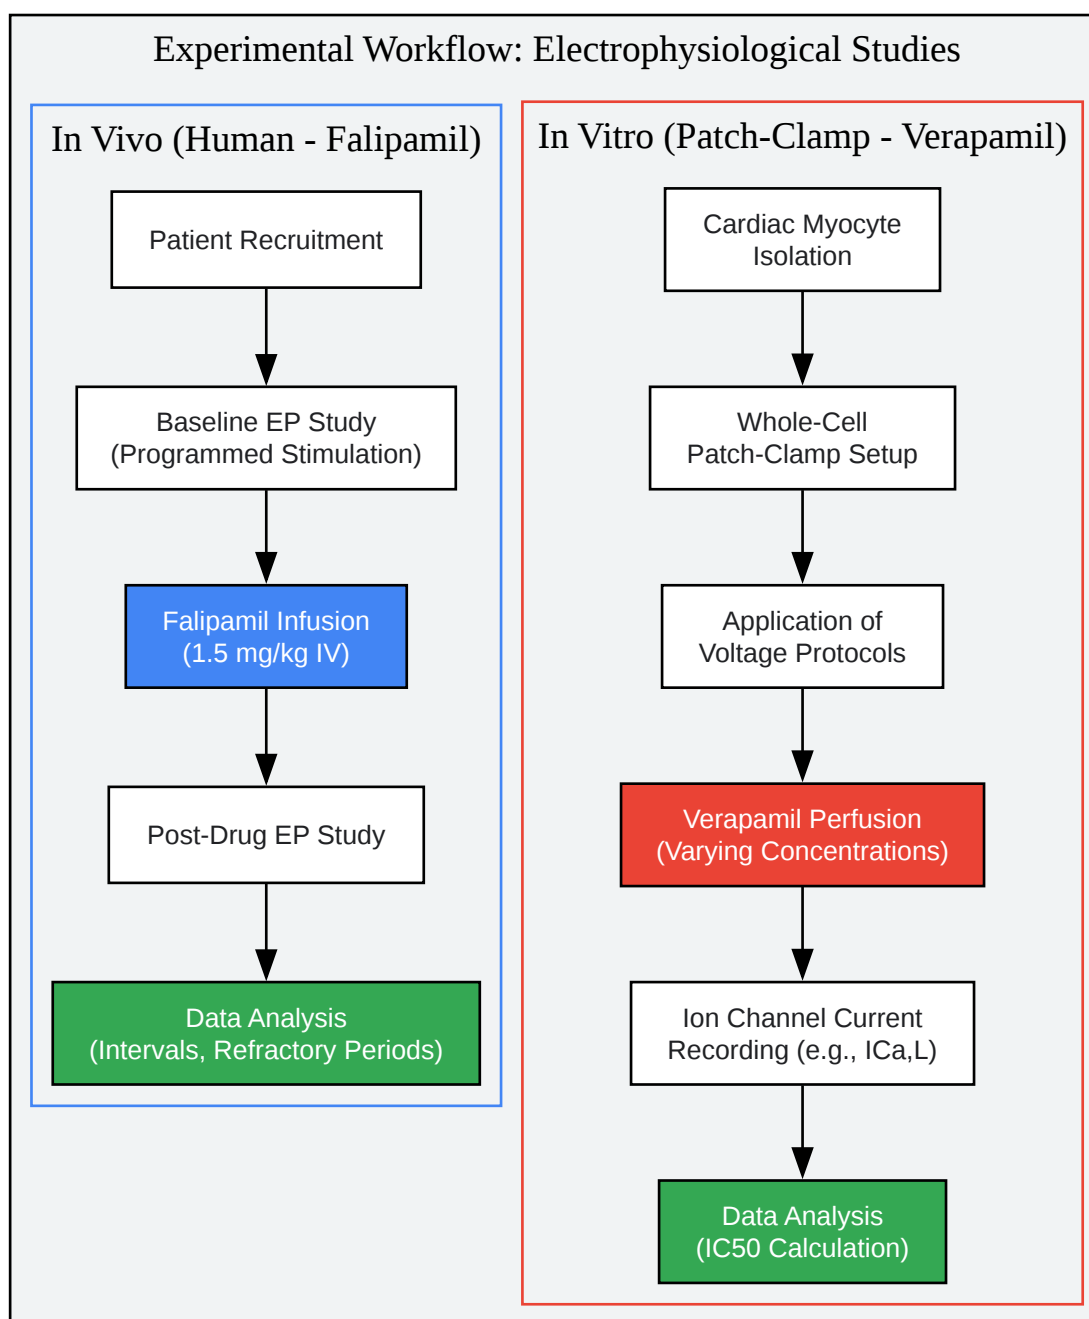 Experimental Workflow: Electrophysiological Studies
In Vivo (Human - Falipamil)
Patient Recruitment
Baseline EP Study
(Programmed Stimulation)
Falipamil Infusion
(1.5 mg/kg IV)
Post-Drug EP Study
Data Analysis
(Intervals, Refractory Periods)
In Vitro (Patch-Clamp - Verapamil)
Cardiac Myocyte
Isolation
Whole-Cell
Patch-Clamp Setup
Application of
Voltage Protocols
Verapamil Perfusion
(Varying Concentrations)
Ion Channel Current
Recording (e.g., ICa,L)
Data Analysis
(IC50 Calculation)